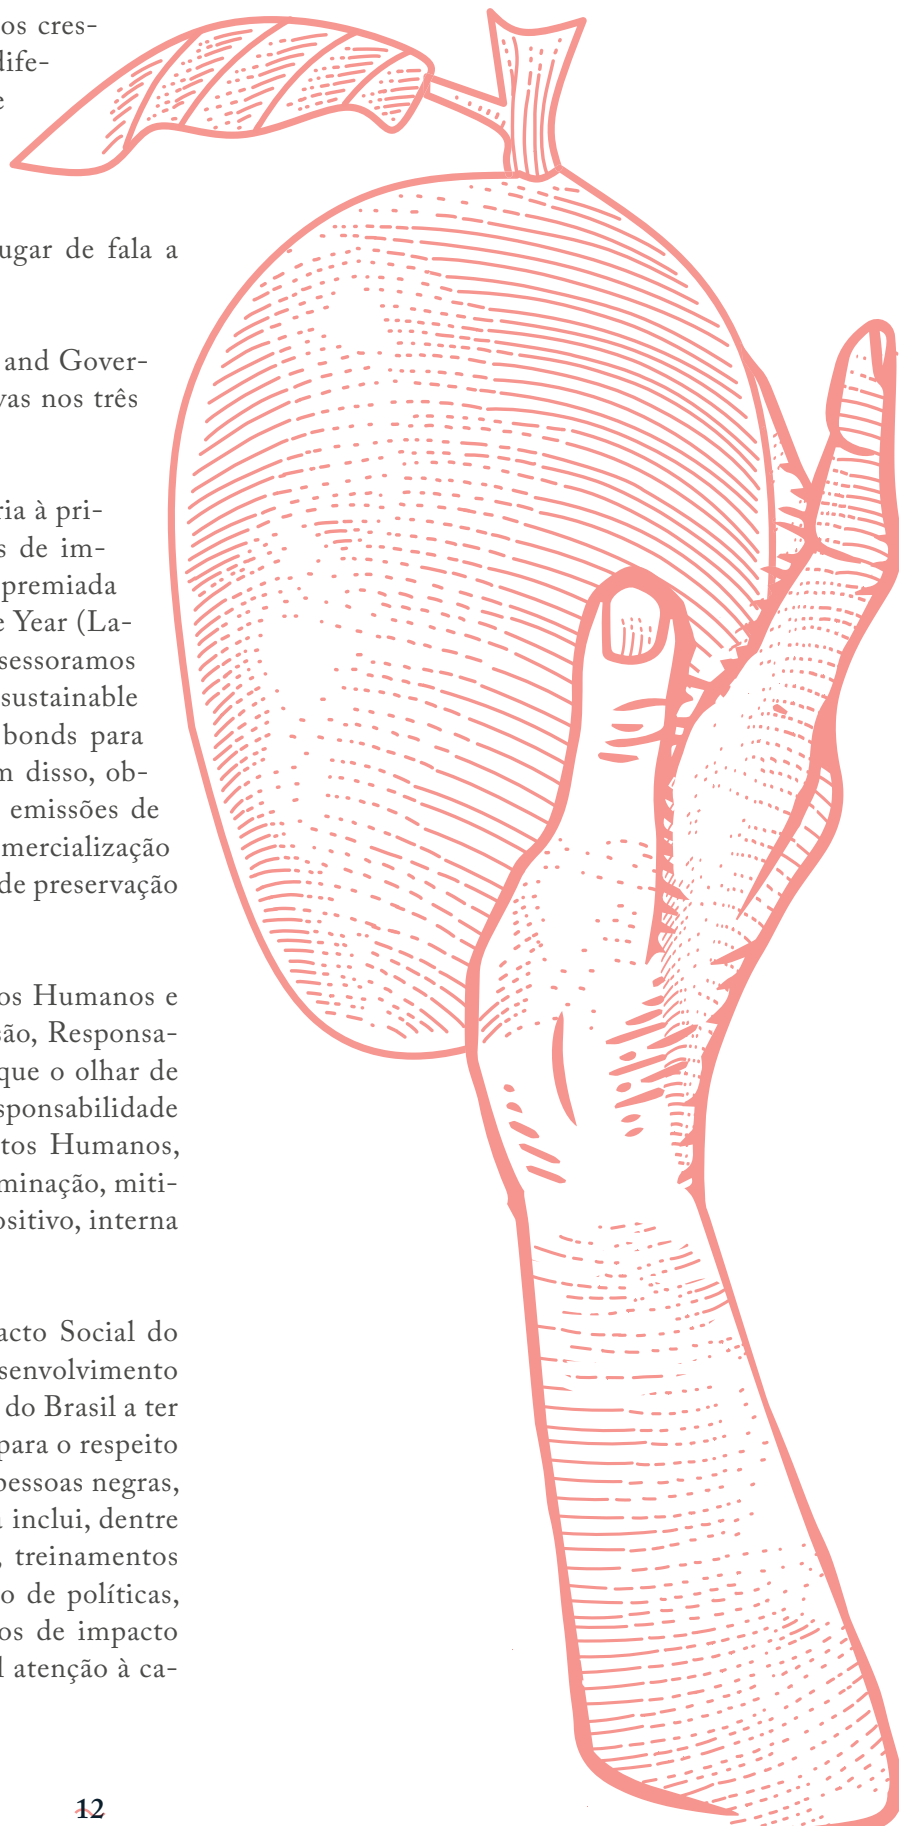 os cres-
dife-
e
ugar de fala a
and Gover-
vas nos três
ria à pri-
s de im-
premiada
e Year (La-
sessoramos
sustainable
bonds para
m disso, ob-
emissões de
mercialização
de preservação
os Humanos e
são, Responsa-
que o olhar de
sponsabilidade
tos Humanos,
minação, miti-
ositivo, interna
acto Social do
senvolvimento
do Brasil a ter
para o respeito
pessoas negras,
a inclui, dentre
, treinamentos
o de políticas,
os de impacto
l atenção à ca-
12